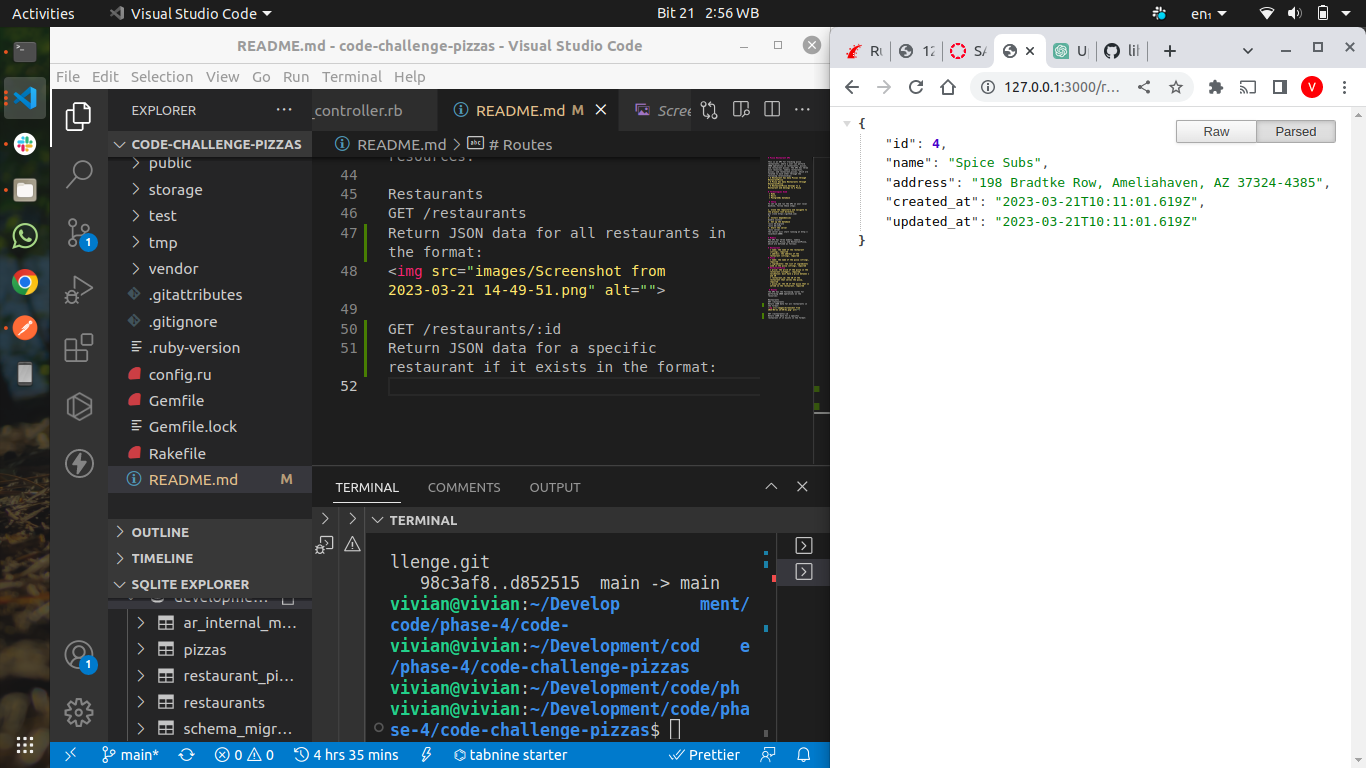 Activities
Visual Studio Code
Bit 21 2:56 WB
en₁
README.md - code-challenge-pizzas - Visual Studio Code
File Edit Selection View Go Run Terminal Help
EXPLORER
CODE-CHALLENGE-PIZZAS
public
storage
test
tmp
vendor
.gitattributes
.gitignore
.ruby-version
config.ru
Gemfile
Gemfile.lock
Rakefile
README.md M
OUTLINE
TIMELINE
SQLITE EXPLORER
developme...
ar_internal_m...
pizzas
restaurant_pi...
restaurants
schema_migr...
1
1
_controller.rb
README.md M
Scree
README.md > # Routes
resources.
44
45 Restaurants
46 GET /restaurants
47 Return JSON data for all restaurants in
the format:
48 <img src="images/Screenshot from
2023-03-21 14-49-51.png" alt="">
49
50 GET /restaurants/:id
51 Return JSON data for a specific
restaurant if it exists in the format:
52
TERMINAL COMMENTS OUTPUT
TERMINAL
llenge.git
98c3af8..d852515 main -> main
vivian@vivian:~/Develop ment/
code/phase-4/code-
vivian@vivian:~/Development/cod e
/phase-4/code-challenge-pizzas
vivian@vivian:~/Development/code/ph
vivian@vivian:~/Development/code/pha
se-4/code-challenge-pizzas$
main* 0 0 4 hrs 35 mins tabnine starter Prettier
Ru
12
SA
Up
lib
127.0.0.1:3000/r...
V
Raw Parsed
{
"id": 4,
"name": "Spice Subs",
"address": "198 Bradtke Row, Ameliahaven, AZ 37324-4385",
"created_at": "2023-03-21T10:11:01.619Z",
"updated_at": "2023-03-21T10:11:01.619Z"
}